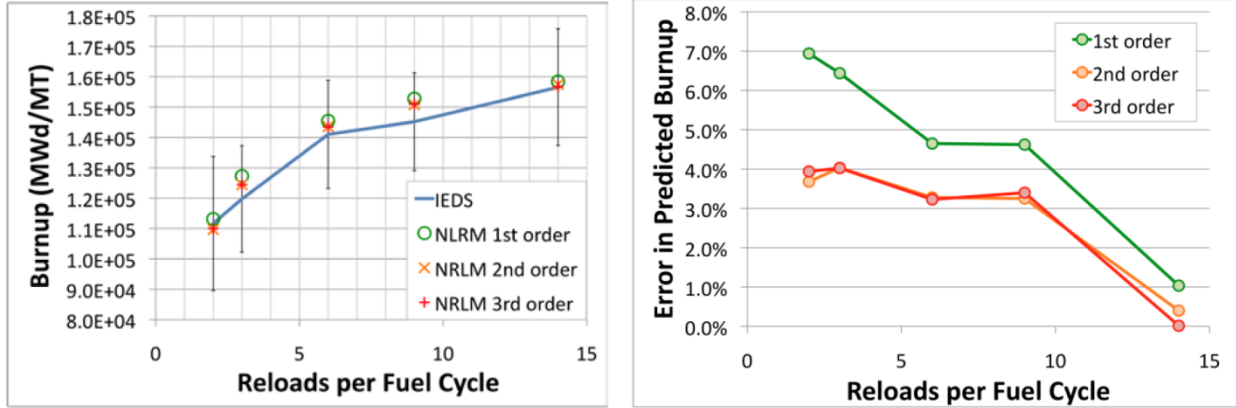 1.8E+05
1.7E+05
1.6E+05
1.5E+05
1.4E+05
1.3E+05
1.2E+05
1.1E+05
1.0E+05
9.0E+04
8.0E+04
Burnup (MWd/MT)
IEDS
NLRM 1st order
NRLM 2nd order
NRLM 3rd order
0 5 10 15
Reloads per Fuel Cycle
8.0%
7.0%
6.0%
5.0%
4.0%
3.0%
2.0%
1.0%
0.0%
Error in Predicted Burnup
1st order
2nd order
3rd order
0 5 10 15
Reloads per Fuel Cycle